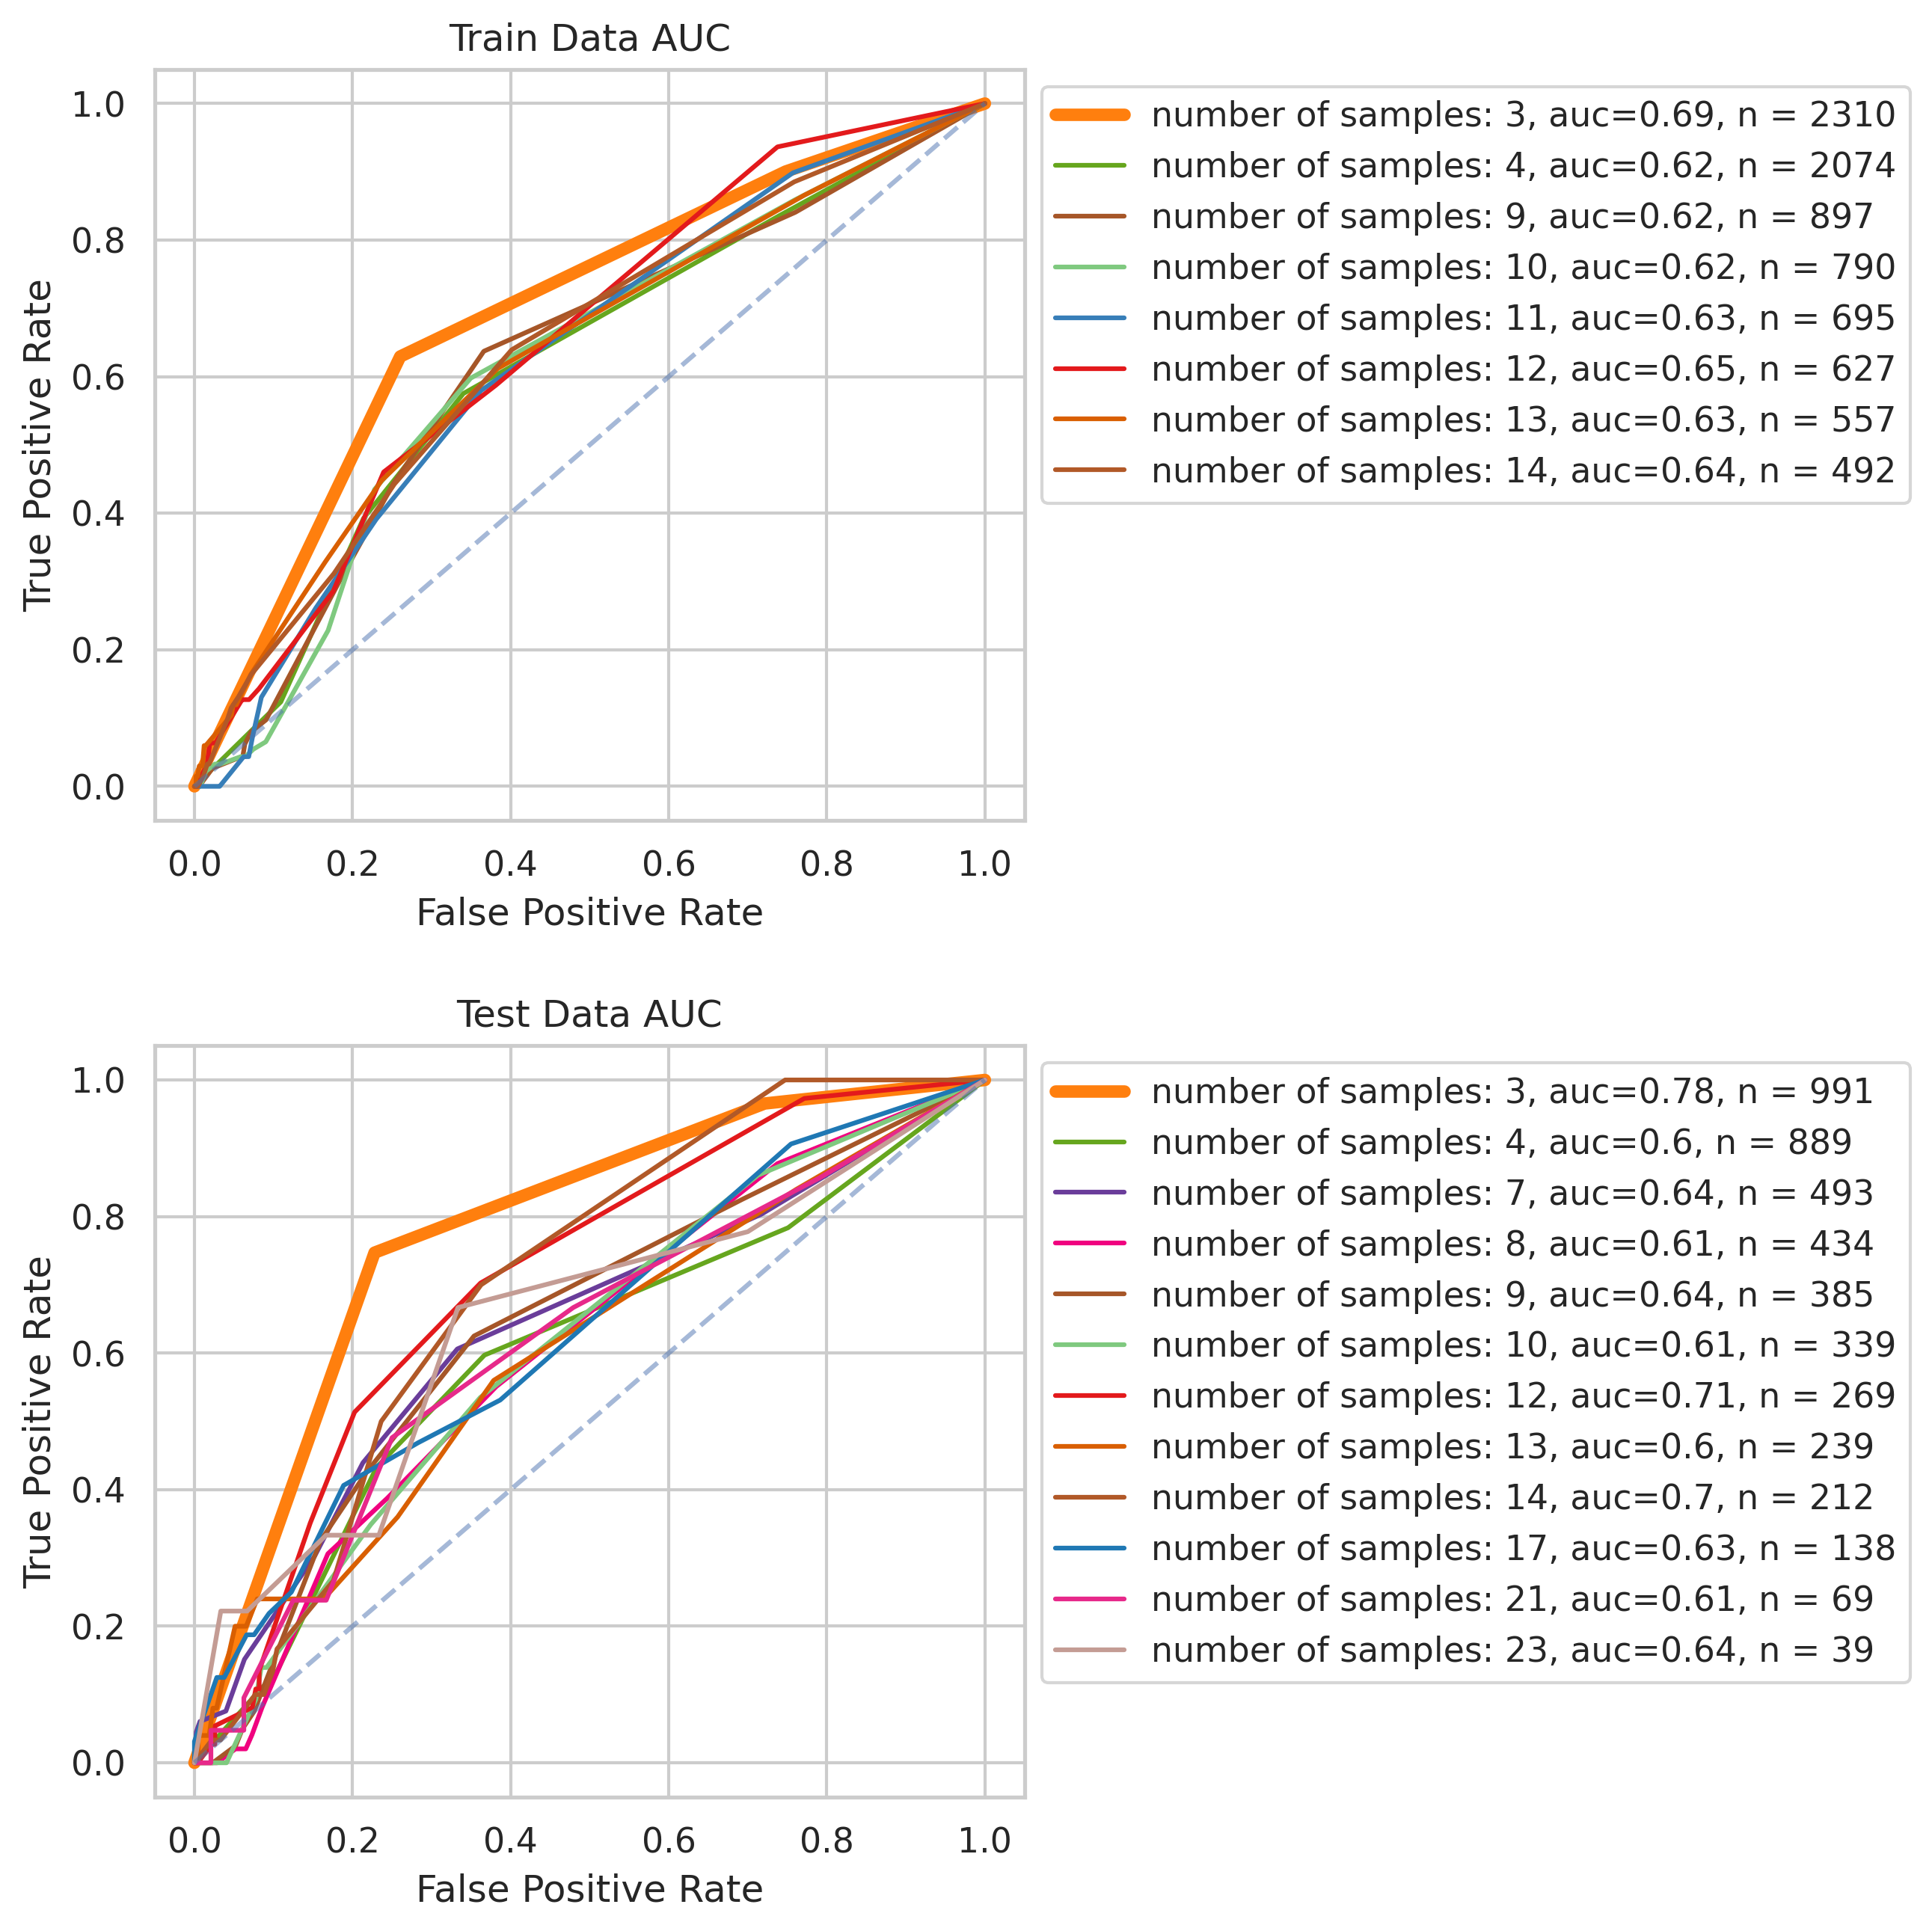 Train Data AUC
1.0
0.8
0.6
0.4
0.2
0.0
True Positive Rate
0.0 0.2 0.4 0.6 0.8 1.0
False Positive Rate
number of samples: 3, auc=0.69, n = 2310
number of samples: 4, auc=0.62, n = 2074
number of samples: 9, auc=0.62, n = 897
number of samples: 10, auc=0.62, n = 790
number of samples: 11, auc=0.63, n = 695
number of samples: 12, auc=0.65, n = 627
number of samples: 13, auc=0.63, n = 557
number of samples: 14, auc=0.64, n = 492
Test Data AUC
1.0
0.8
0.6
0.4
0.2
0.0
True Positive Rate
0.0 0.2 0.4 0.6 0.8 1.0
False Positive Rate
number of samples: 3, auc=0.78, n = 991
number of samples: 4, auc=0.6, n = 889
number of samples: 7, auc=0.64, n = 493
number of samples: 8, auc=0.61, n = 434
number of samples: 9, auc=0.64, n = 385
number of samples: 10, auc=0.61, n = 339
number of samples: 12, auc=0.71, n = 269
number of samples: 13, auc=0.6, n = 239
number of samples: 14, auc=0.7, n = 212
number of samples: 17, auc=0.63, n = 138
number of samples: 21, auc=0.61, n = 69
number of samples: 23, auc=0.64, n = 39